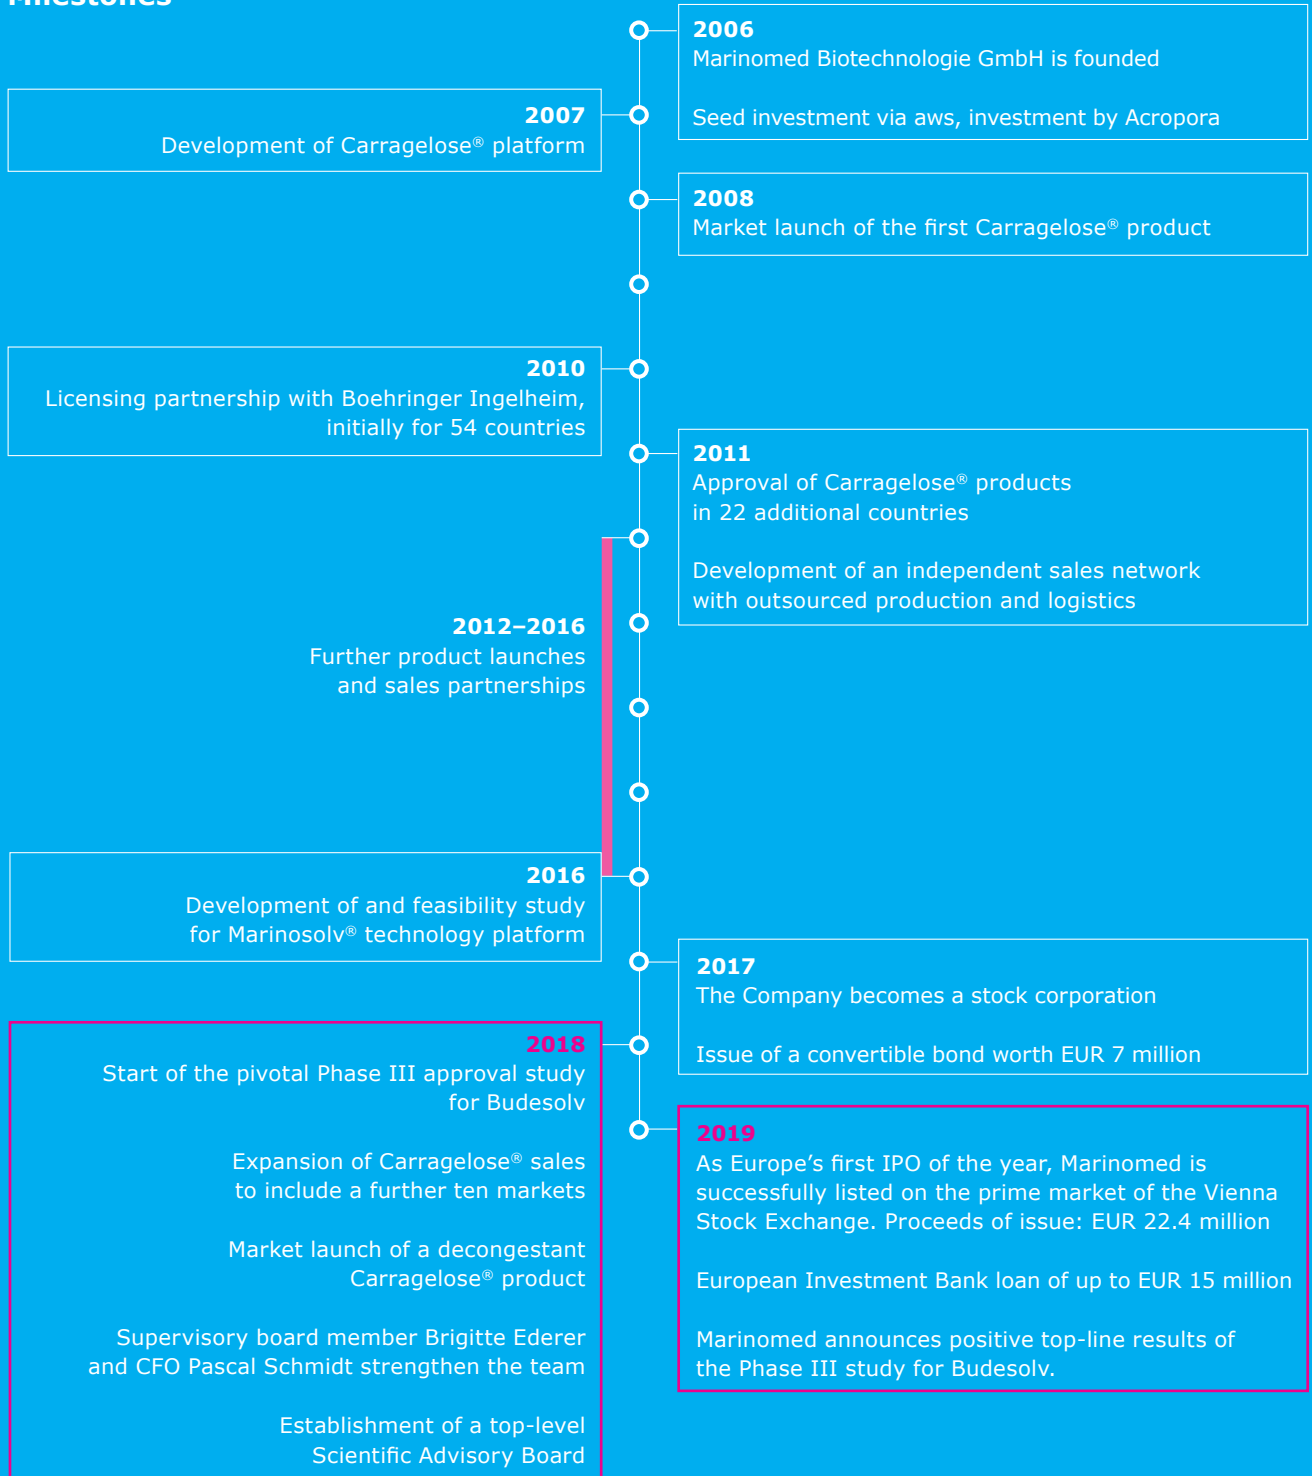 Milestones
2006
Marinomed Biotechnologie GmbH is founded
Seed investment via aws, investment by Acropora
2007
Development of Carragelose® platform
2008
Market launch of the first Carragelose® product
2010
Licensing partnership with Boehringer Ingelheim,
initially for 54 countries
2011
Approval of Carragelose® products
in 22 additional countries
Development of an independent sales network
with outsourced production and logistics
2012–2016
Further product launches
and sales partnerships
2016
Development of and feasibility study
for Marinosolv® technology platform
2017
The Company becomes a stock corporation
Issue of a convertible bond worth EUR 7 million
2018
Start of the pivotal Phase III approval study
for Budesolv
Expansion of Carragelose® sales
to include a further ten markets
Market launch of a decongestant
Carragelose® product
Supervisory board member Brigitte Ederer
and CFO Pascal Schmidt strengthen the team
Establishment of a top-level
Scientific Advisory Board
2019
As Europe’s first IPO of the year, Marinomed is
successfully listed on the prime market of the Vienna
Stock Exchange. Proceeds of issue: EUR 22.4 million
European Investment Bank loan of up to EUR 15 million
Marinomed announces positive top-line results of
the Phase III study for Budesolv.